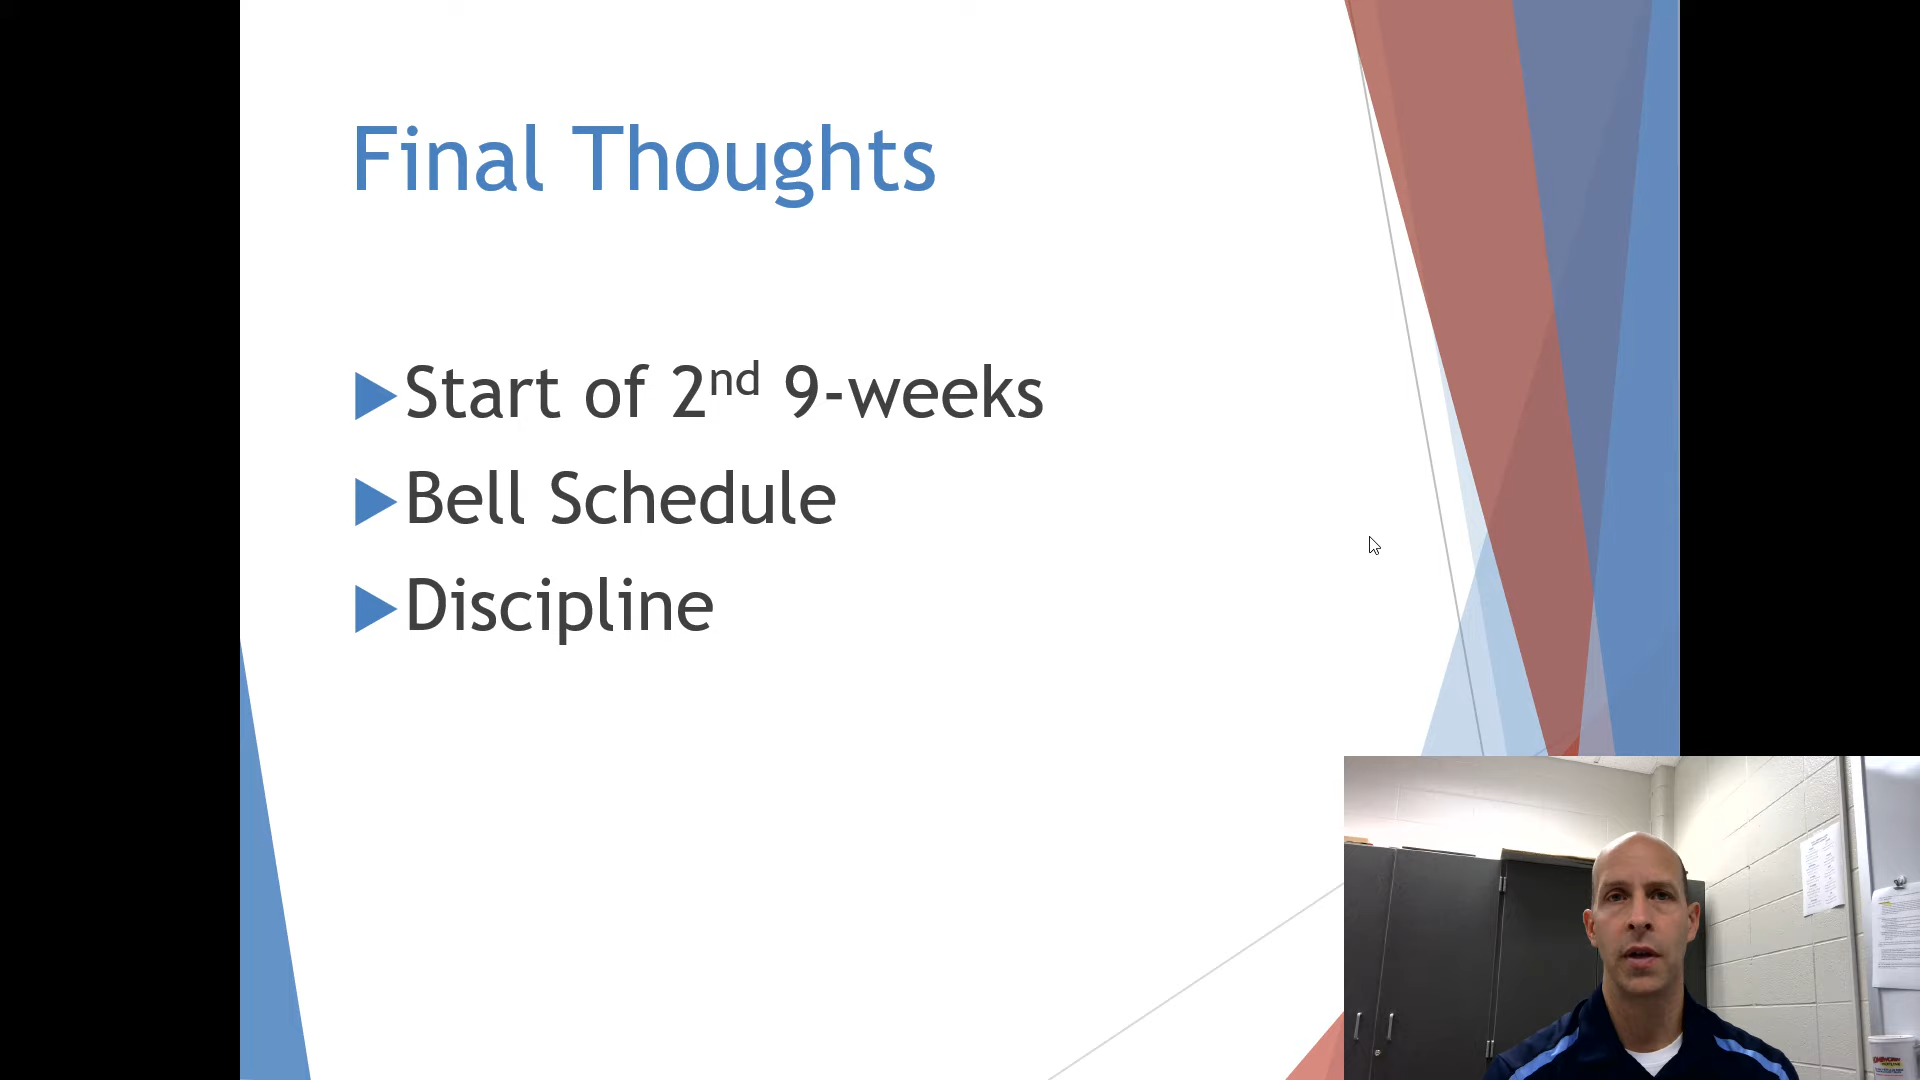 Final Thoughts
Start of 2nd 9-weeks
Bell Schedule
Discipline